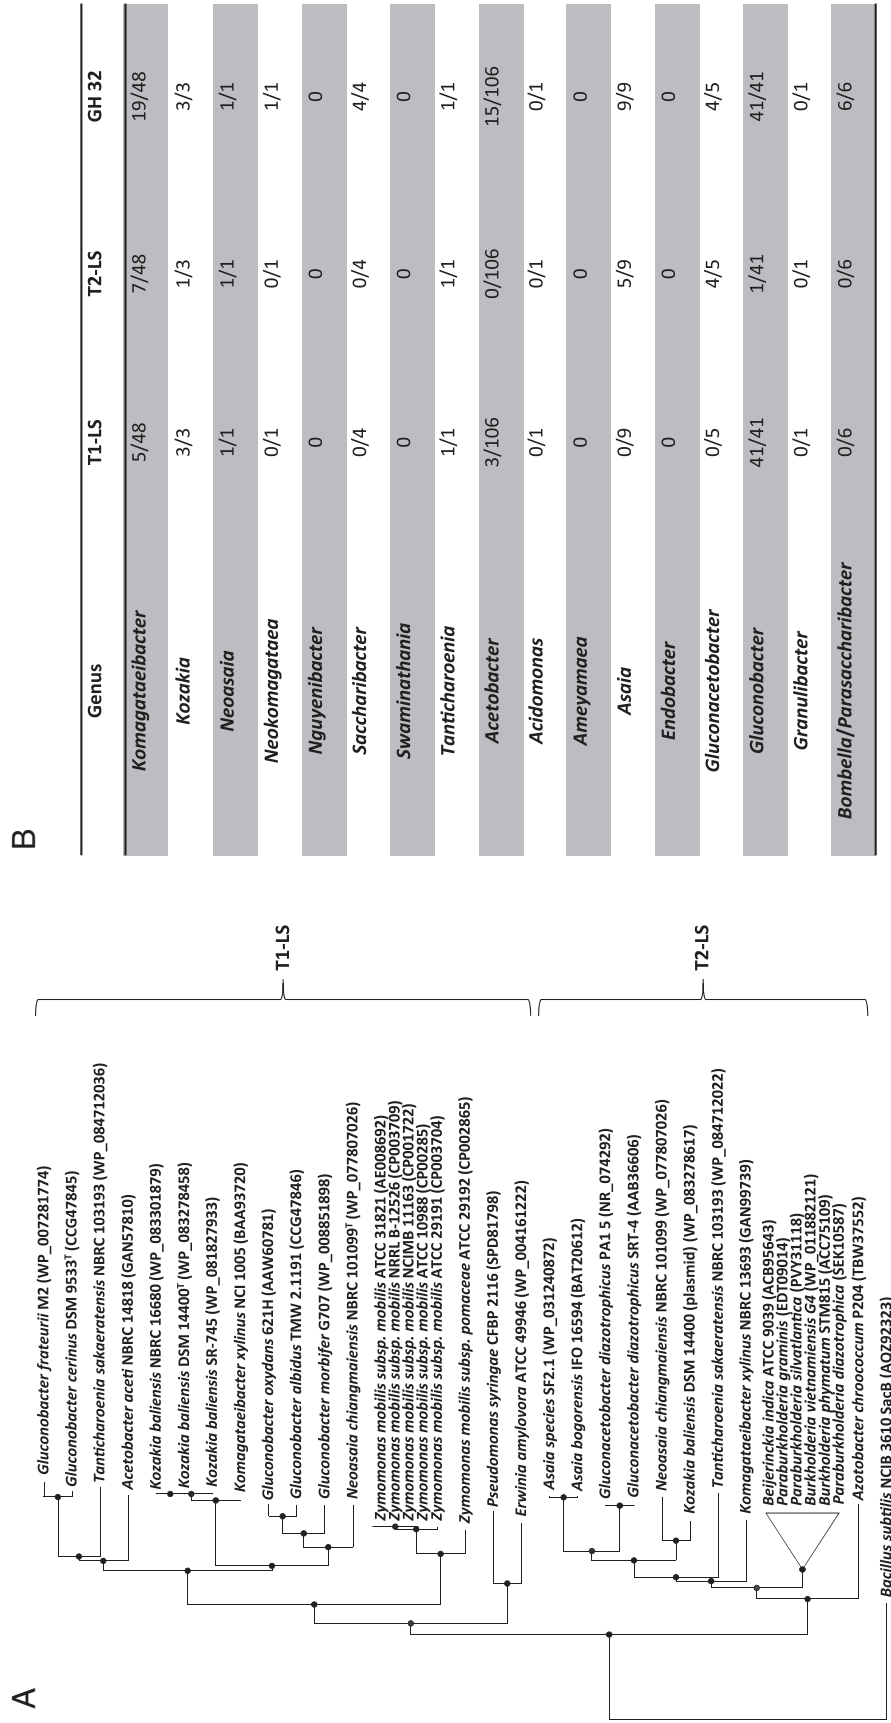 A
Gluconobacter frateurii M2 (WP_007281774)
Gluconobacter cerinus DSM 9533T (CCG47845)
Tanticharoenia sakaeratensis NBRC 103193 (WP_084712036)
Acetobacter aceti NBRC 14818 (GAN57810)
Kozakia baliensis NBRC 16680 (WP_083301879)
Kozakia baliensis DSM 14400T (WP_083278458)
Kozakia baliensis SR-745 (WP_081827933)
Komagataeibacter xylinus NCI 1005 (BAA93720)
Gluconobacter oxydans 621H (AAW60781)
Gluconobacter albidus TMW 2.1191 (CCG47846)
Gluconobacter morbifer G707 (WP_008851898)
Neoasaia chiangmaiensis NBRC 101099T (WP_077807026)
Zymomonas mobilis subsp. mobilis ATCC 31821 (AE008692)
Zymomonas mobilis subsp. mobilis NRRL B-12526 (CP003709)
Zymomonas mobilis subsp. mobilis NCIMB 11163 (CP001722)
Zymomonas mobilis subsp. mobilis ATCC 10988 (CP00285)
Zymomonas mobilis subsp. mobilis ATCC 29191 (CP003704)
Zymomonas mobilis subsp. pomaceae ATCC 29192 (CP002865)
Pseudomonas syringae CFBP 2116 (SPD81798)
Erwinia amylovora ATCC 49946 (WP_004161222)
Asaia species SF2.1 (WP_031240872)
Asaia bogorensis IFO 16594 (BAT20612)
Gluconacetobacter diazotrophicus PA1 5 (NR_074292)
Gluconacetobacter diazotrophicus SRT-4 (AAB36606)
Neoasaia chiangmaiensis NBRC 101099 (WP_077807026)
Kozakia baliensis DSM 14400 (plasmid) (WP_083278617)
Tanticharoenia sakaeratensis NBRC 103193 (WP_084712022)
Komagataeibacter xylinus NBRC 13693 (GAN99739)
Beijerinckia indica ATCC 9039 (ACB95643)
Paraburkholderia graminis (EDT09014)
Paraburkholderia silvatlantica (PVY31118)
Burkholderia vietnamiensis G4 (WP_011882121)
Burkholderia phymatum STM815 (ACC75109)
Paraburkholderia diazotrophica (SEK10587)
Azotobacter chroococcum P204 (TBW37552)
Bacillus subtilis NCIB 3610 SacB (AQZ92323)
T1-LS
T2-LS
B
Genus T1-LS T2-LS GH 32
Komagataeibacter 5/48 7/48 19/48
Kozakia 3/3 1/3 3/3
Neoasaia 1/1 1/1 1/1
Neokomagataea 0/1 0/1 1/1
Nguyenibacter 0 0 0
Saccharibacter 0/4 0/4 4/4
Swaminathania 0 0 0
Tanticharoenia 1/1 1/1 1/1
Acetobacter 3/106 0/106 15/106
Acidomonas 0/1 0/1 0/1
Ameyamaea 0 0 0
Asaia 0/9 5/9 9/9
Endobacter 0 0 0
Gluconacetobacter 0/5 4/5 4/5
Gluconobacter 41/41 1/41 41/41
Granulibacter 0/1 0/1 0/1
Bombella/Parasaccharibacter 0/6 0/6 6/6